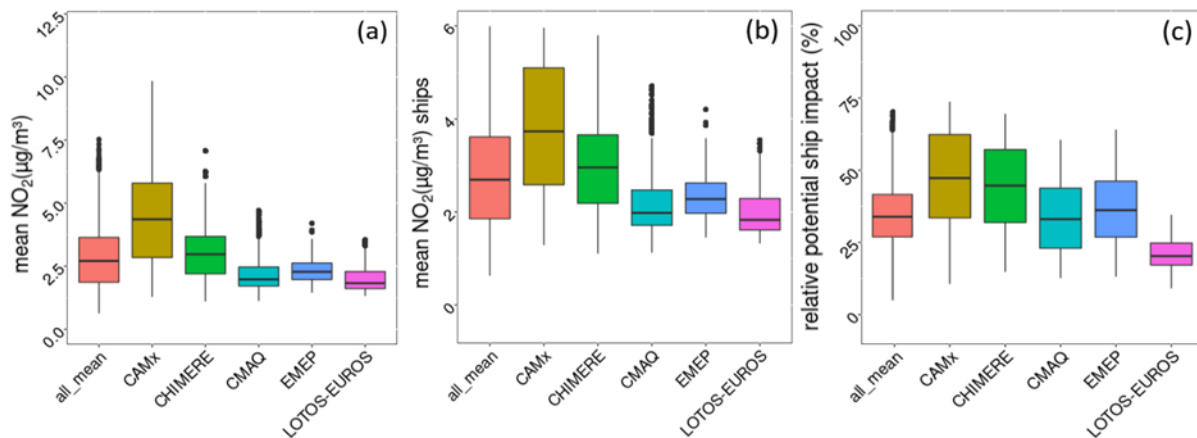 (a)
mean NO₂(µg/m³)
12.5
10.0
7.5
5.0
2.5
0.0
all_mean
CAMx
CHIMERE
CMAQ
EMEP
LOTOS-EUROS
(b)
mean NO₂(µg/m³) ships
6
4
2
0
all_mean
CAMx
CHIMERE
CMAQ
EMEP
LOTOS-EUROS
(c)
relative potential ship impact (%)
100
75
50
25
0
all_mean
CAMx
CHIMERE
CMAQ
EMEP
LOTOS-EUROS